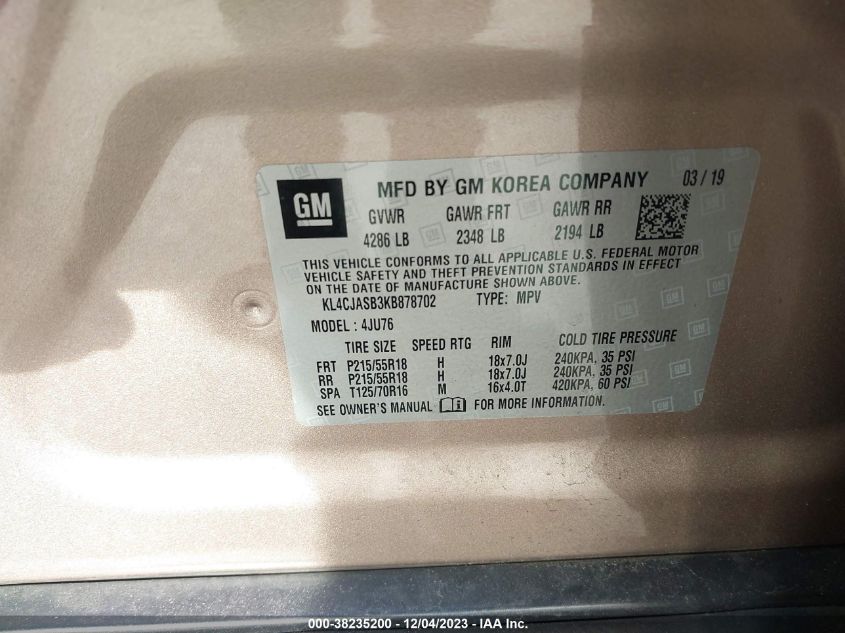 GM MFD BY GM KOREA COMPANY 03 / 19
GVWR GAWR FRT GAWR RR
4286 LB 2348 LB 2194 LB
THIS VEHICLE CONFORMS TO ALL APPLICABLE U.S. FEDERAL MOTOR
VEHICLE SAFETY AND THEFT PREVENTION STANDARDS IN EFFECT
ON THE DATE OF MANUFACTURE SHOWN ABOVE.
KL4CJASB3KB878702 TYPE: MPV
MODEL : 4JU76
TIRE SIZE SPEED RTG RIM COLD TIRE PRESSURE
FRT P215/55R18 H 18x7.0J 240KPA, 35 PSI
RR P215/55R18 H 18x7.0J 240KPA, 35 PSI
SPA T125/70R16 M 16x4.0T 420KPA, 60 PSI
SEE OWNER'S MANUAL FOR MORE INFORMATION.
000-38235200 - 12/04/2023 - IAA Inc.